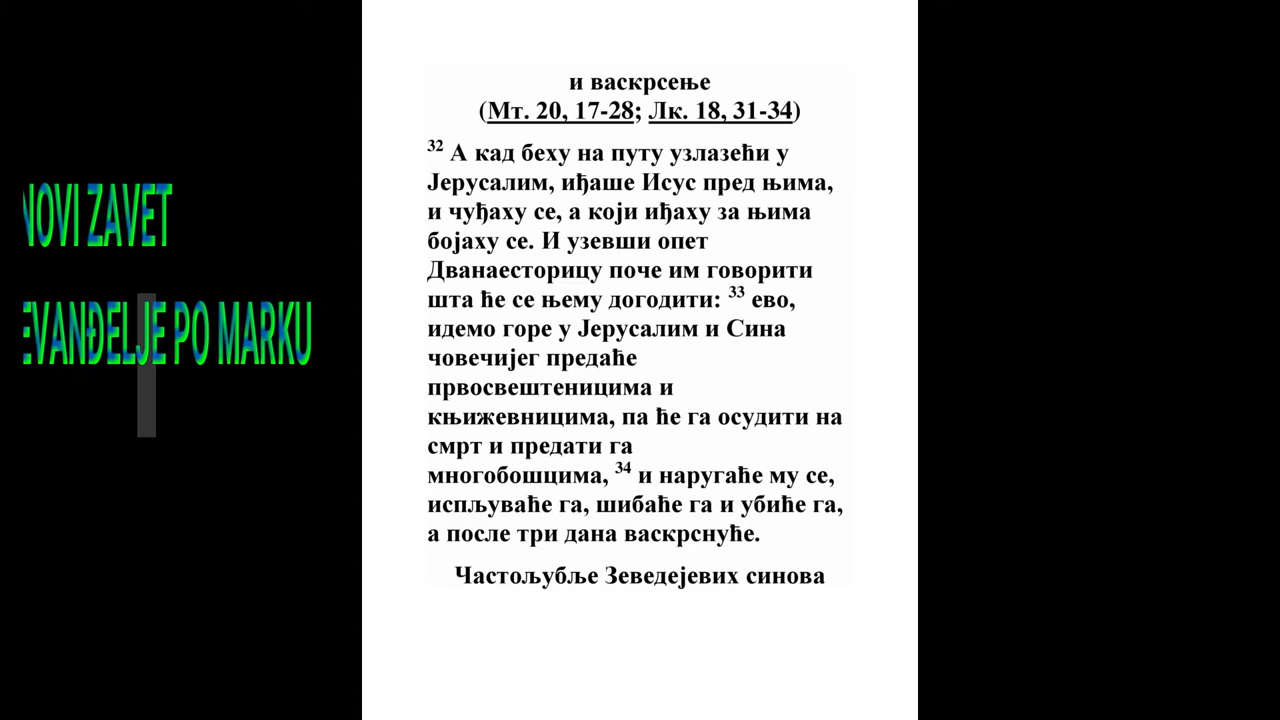 NOVI ZAVET
EVANĐELJE PO MARKU
и васкрсење
(Мт. 20, 17-28; Лк. 18, 31-34)
32 А кад беху на путу узлазећи у
Јерусалим, иђаше Исус пред њима,
и чуђаху се, а који иђаху за њима
бојаху се. И узевши опет
Дванаесторицу поче им говорити
шта ће се њему догодити: 33 ево,
идемо горе у Јерусалим и Сина
човечијег предаће
првосвештеницима и
књижевницима, па ће га осудити на
смрт и предати га
многобошцима, 34 и наругаће му се,
испљуваће га, шибаће га и убиће га,
а после три дана васкрснуће.
Частољубље Зеведејевих синова